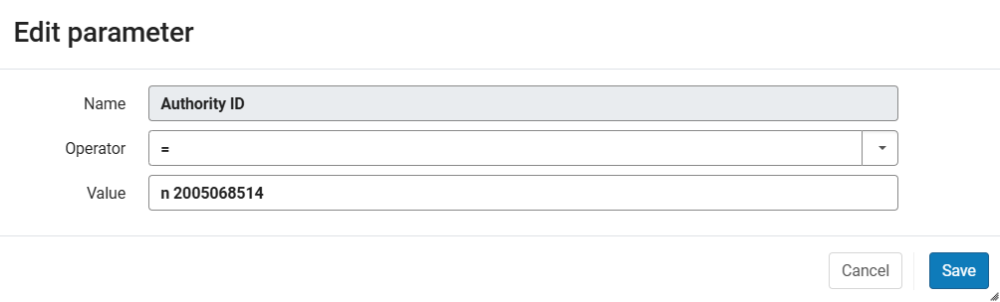 Edit parameter
Name Authority ID
Operator =
Value n 2005068514
Cancel Save